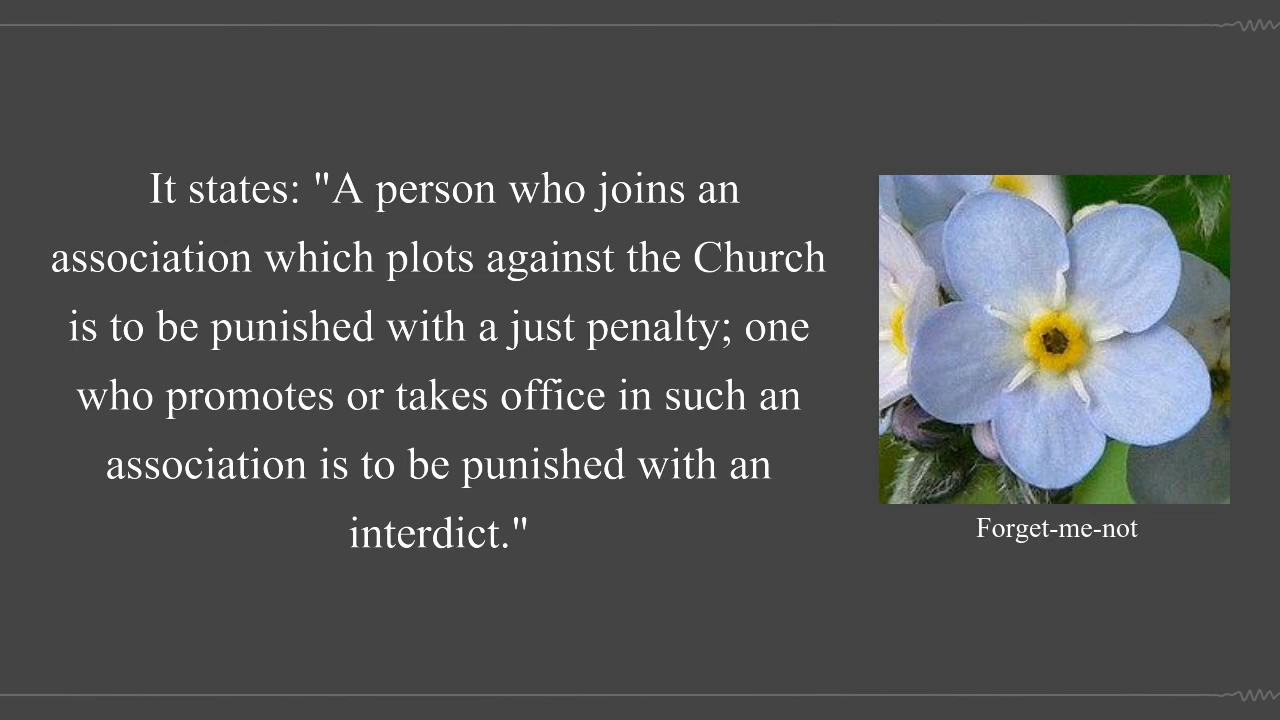 It states: "A person who joins an
association which plots against the Church
is to be punished with a just penalty; one
who promotes or takes office in such an
association is to be punished with an
interdict."
Forget-me-not